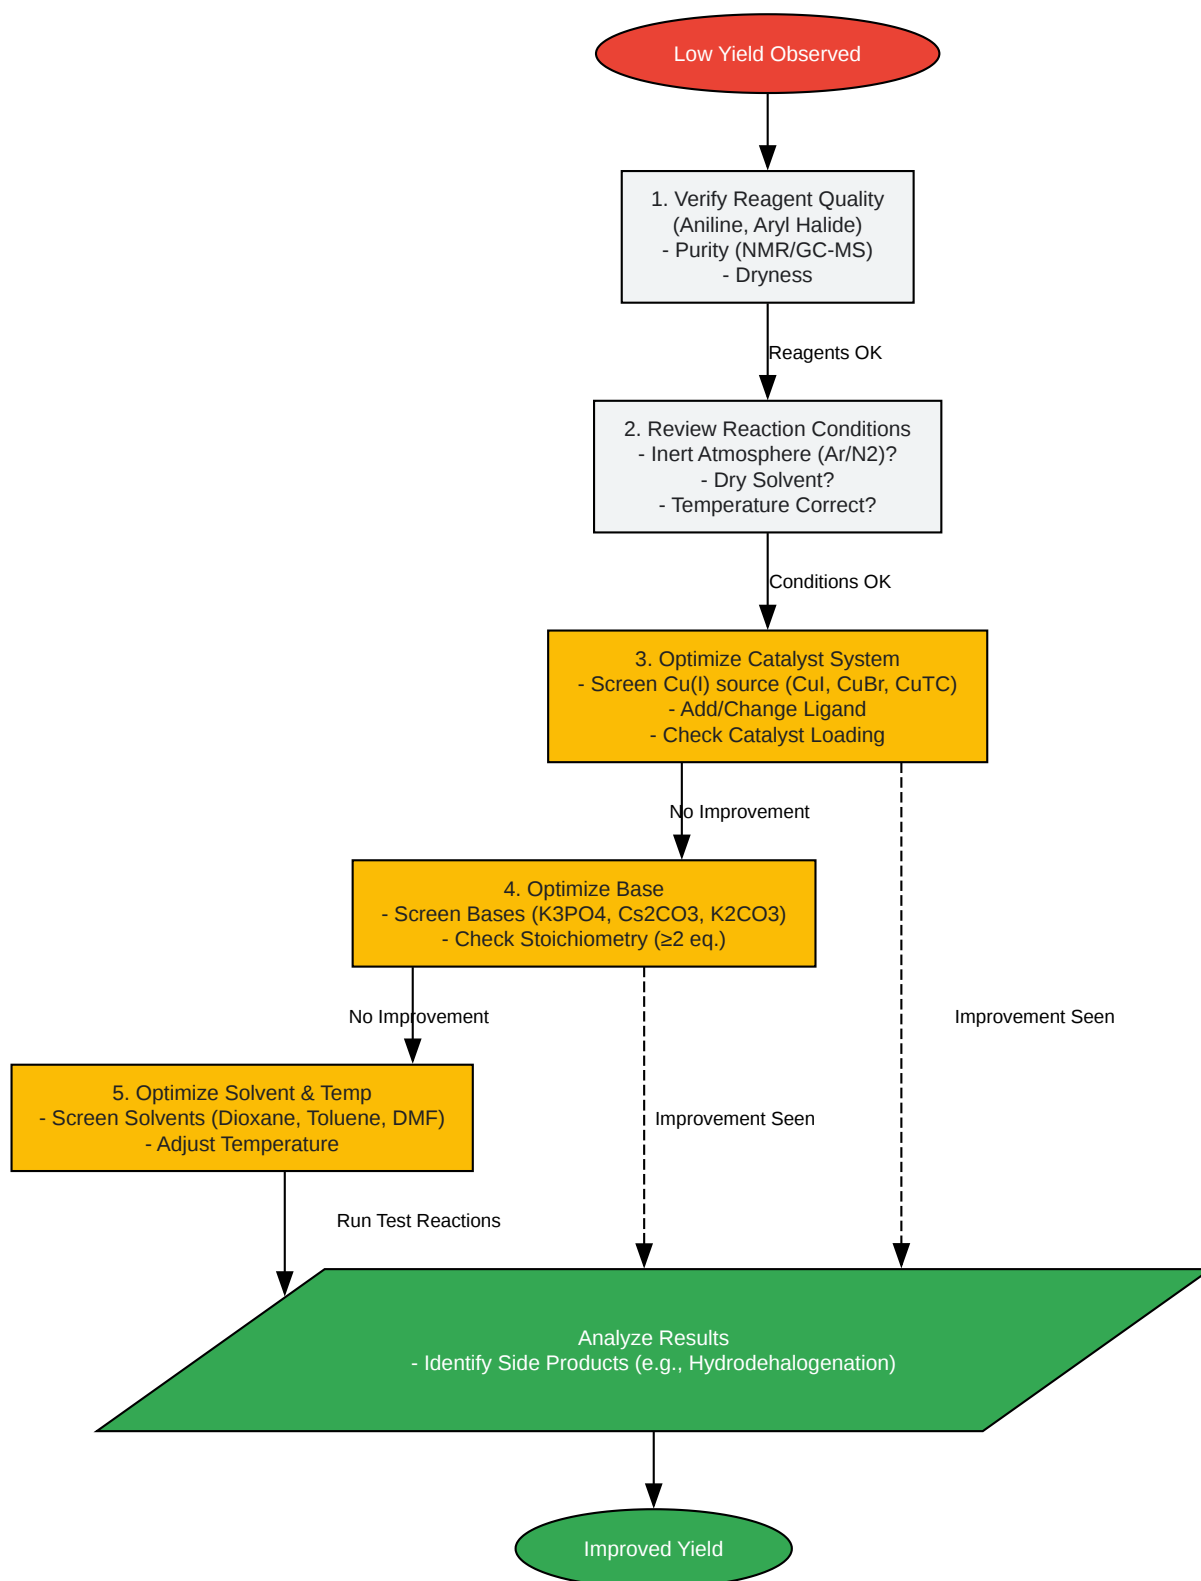 Low Yield Observed
1. Verify Reagent Quality
(Aniline, Aryl Halide)
- Purity (NMR/GC-MS)
- Dryness
Reagents OK
2. Review Reaction Conditions
- Inert Atmosphere (Ar/N2)?
- Dry Solvent?
- Temperature Correct?
Conditions OK
3. Optimize Catalyst System
- Screen Cu(I) source (CuI, CuBr, CuTC)
- Add/Change Ligand
- Check Catalyst Loading
No Improvement
4. Optimize Base
- Screen Bases (K3PO4, Cs2CO3, K2CO3)
- Check Stoichiometry (≥2 eq.)
No Improvement
Improvement Seen
5. Optimize Solvent & Temp
- Screen Solvents (Dioxane, Toluene, DMF)
- Adjust Temperature
Improvement Seen
Run Test Reactions
Analyze Results
- Identify Side Products (e.g., Hydrodehalogenation)
Improved Yield